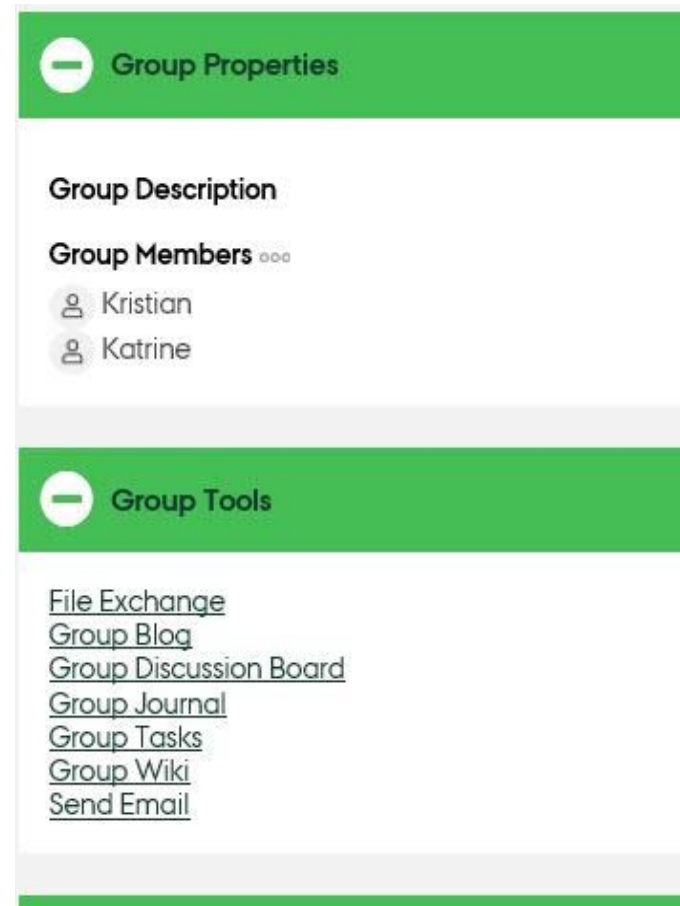 Group Properties
Group Description
Group Members
Kristian
Katrine
Group Tools
File Exchange
Group Blog
Group Discussion Board
Group Journal
Group Tasks
Group Wiki
Send Email